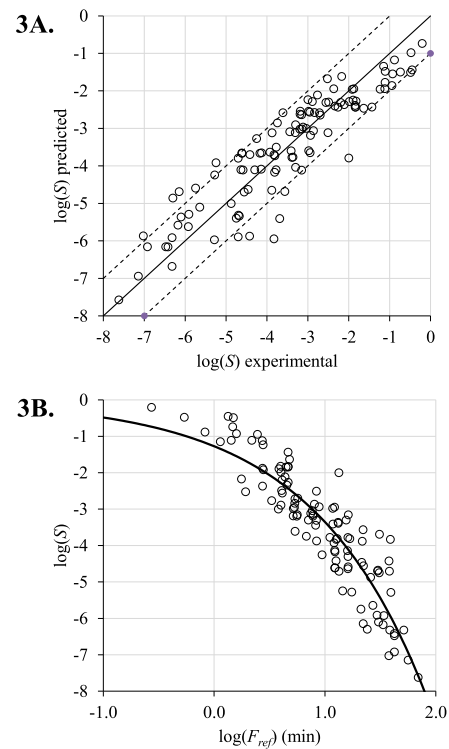 3A.
0
-1
-2
-3
-4
-5
-6
-7
-8
log(S) predicted
-8 -7 -6 -5 -4 -3 -2 -1 0
log(S) experimental
3B.
0
-1
-2
-3
-4
-5
-6
-7
-8
log(S)
-1.0 0.0 1.0 2.0
log(Fref) (min)